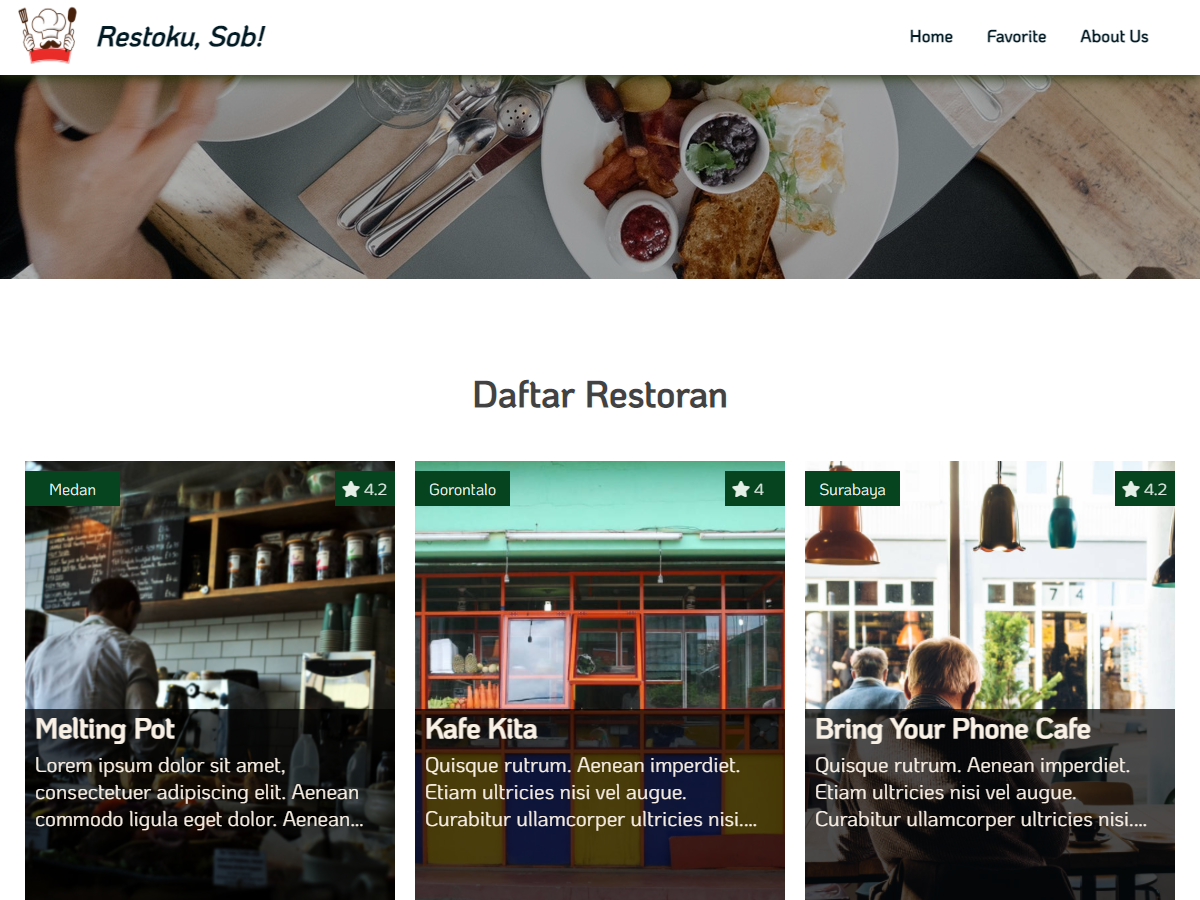 Restoku, Sob!
Home
Favorite
About Us
Daftar Restoran
Medan
4.2
Melting Pot
Lorem ipsum dolor sit amet,
consectetuer adipiscing elit. Aenean
commodo ligula eget dolor. Aenean...
Gorontalo
4
Kafe Kita
Quisque rutrum. Aenean imperdiet.
Etiam ultricies nisi vel augue.
Curabitur ullamcorper ultricies nisi....
Surabaya
4.2
7 4
Bring Your Phone Cafe
Quisque rutrum. Aenean imperdiet.
Etiam ultricies nisi vel augue.
Curabitur ullamcorper ultricies nisi....